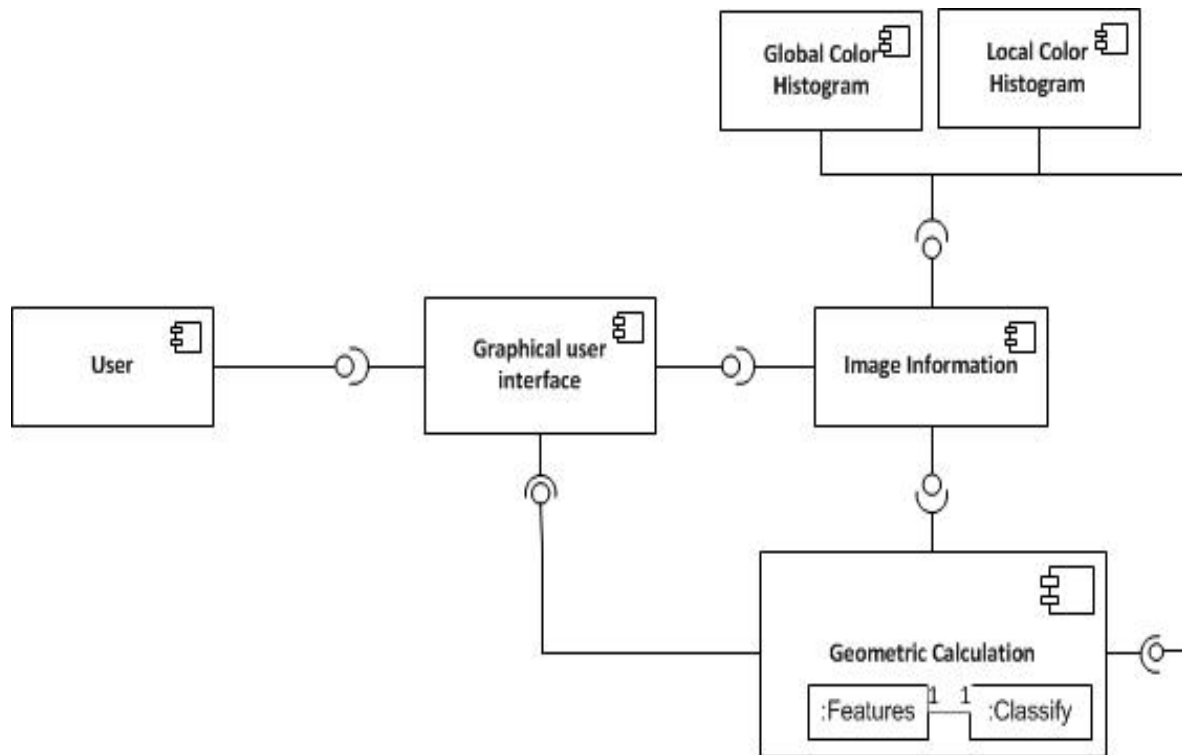 Global Color
Histogram
Local Color
Histogram
User
Graphical user
interface
Image Information
Geometric Calculation
:Features
1
1
:Classify